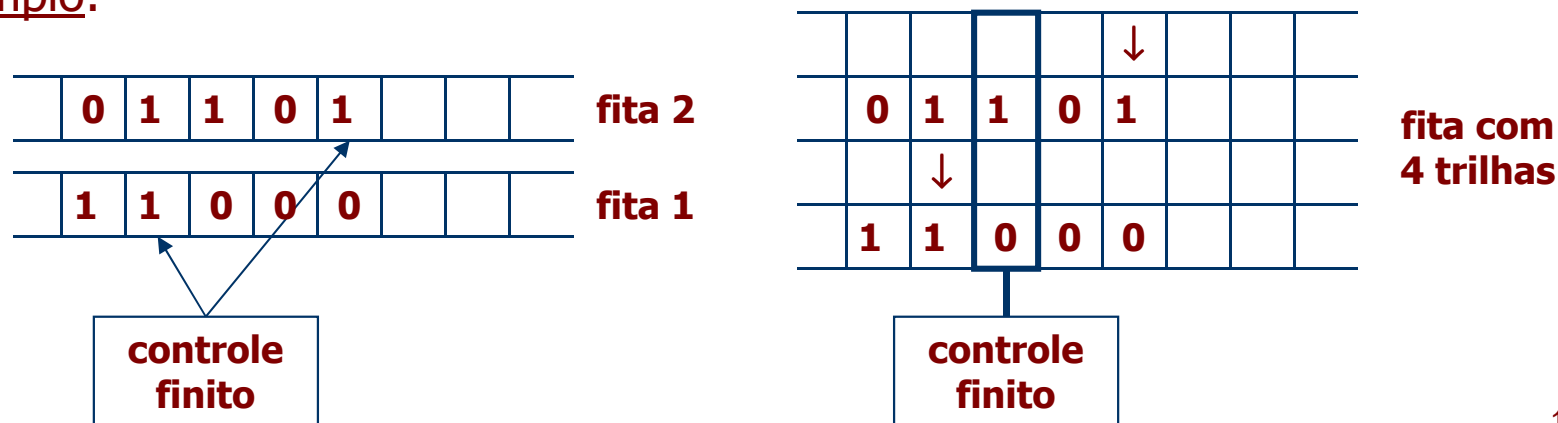 0 1 1 0 1 fita 2
1 1 0 0 0 fita 1
controle
finito
↓
0 1 1 0 1
↓
1 1 0 0 0
fita com
4 trilhas
controle
finito